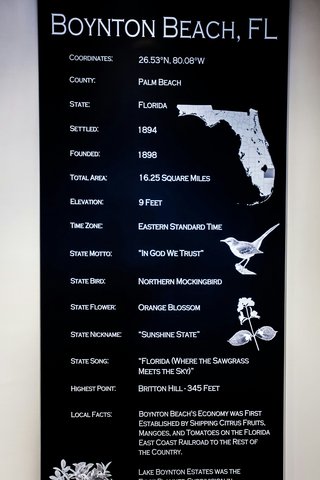 Boynton Beach, FL
Coordinates: 26.53°N, 80.08°W
County: Palm Beach
State: Florida
Settled: 1894
Founded: 1898
Total Area: 16.25 Square Miles
Elevation: 9 Feet
Time Zone: Eastern Standard Time
State Motto: "In God We Trust"
State Bird: Northern Mockingbird
State Flower: Orange Blossom
State Nickname: "Sunshine State"
State Song: "Florida (Where the Sawgrass
Meets the Sky)"
Highest Point: Britton Hill - 345 Feet
Local Facts: Boynton Beach's Economy was First
Established by Shipping Citrus Fruits,
Mangoes, and Tomatoes on the Florida
East Coast Railroad to the Rest of
the Country.
Lake Boynton Estates was the